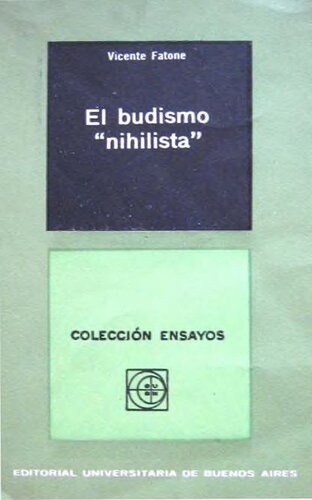 Vicente Fatone
El budismo
“nihilista”
COLECCIÓN ENSAYOS
EDITORIAL UNIVERSITARIA DE BUENOS AIRES